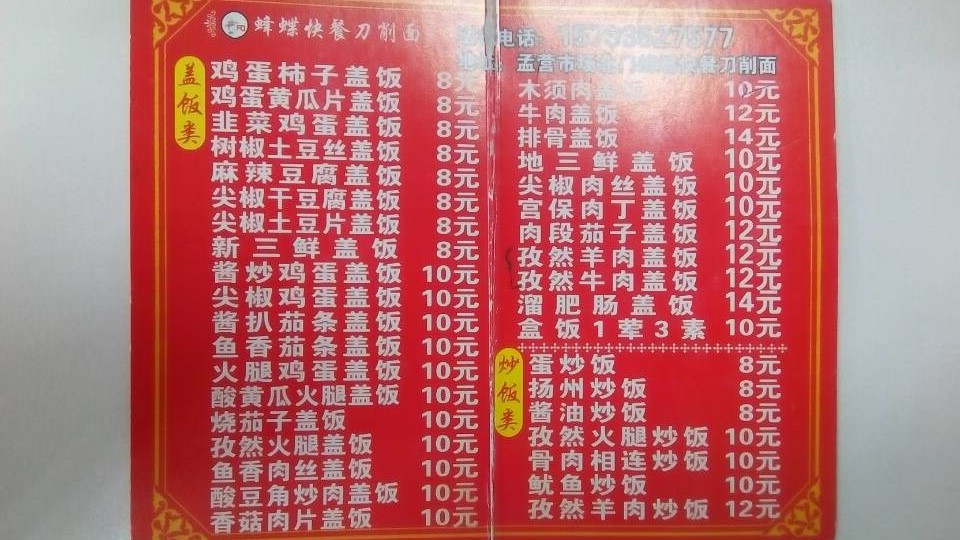 蜂蝶快餐刀削面
盖饭类
鸡蛋柿子盖饭 8元
鸡蛋黄瓜片盖饭 8元
韭菜鸡蛋盖饭 8元
树椒土豆丝盖饭 8元
麻辣豆腐盖饭 8元
尖椒干豆腐盖饭 8元
尖椒土豆片盖饭 8元
新三鲜盖饭 8元
酱炒鸡蛋盖饭 10元
尖椒鸡蛋盖饭 10元
酱扒茄条盖饭 10元
鱼香茄条盖饭 10元
火腿鸡蛋盖饭 10元
酸黄瓜火腿盖饭 10元
烧茄子盖饭 10元
孜然火腿盖饭 10元
鱼香肉丝盖饭 10元
酸豆角炒肉盖饭 10元
香菇肉片盖饭 10元
电话:
地址: 孟营市场 快餐刀削面
木须肉盖饭 10元
牛肉盖饭 12元
排骨盖饭 14元
地三鲜盖饭 10元
尖椒肉丝盖饭 10元
宫保肉丁盖饭 10元
肉段茄子盖饭 12元
孜然羊肉盖饭 12元
孜然牛肉盖饭 12元
溜肥肠盖饭 14元
盒饭1荤3素 10元
炒饭类
蛋炒饭 8元
扬州炒饭 8元
酱油炒饭 8元
孜然火腿炒饭 10元
骨肉相连炒饭 10元
鱿鱼炒饭 10元
孜然羊肉炒饭 12元